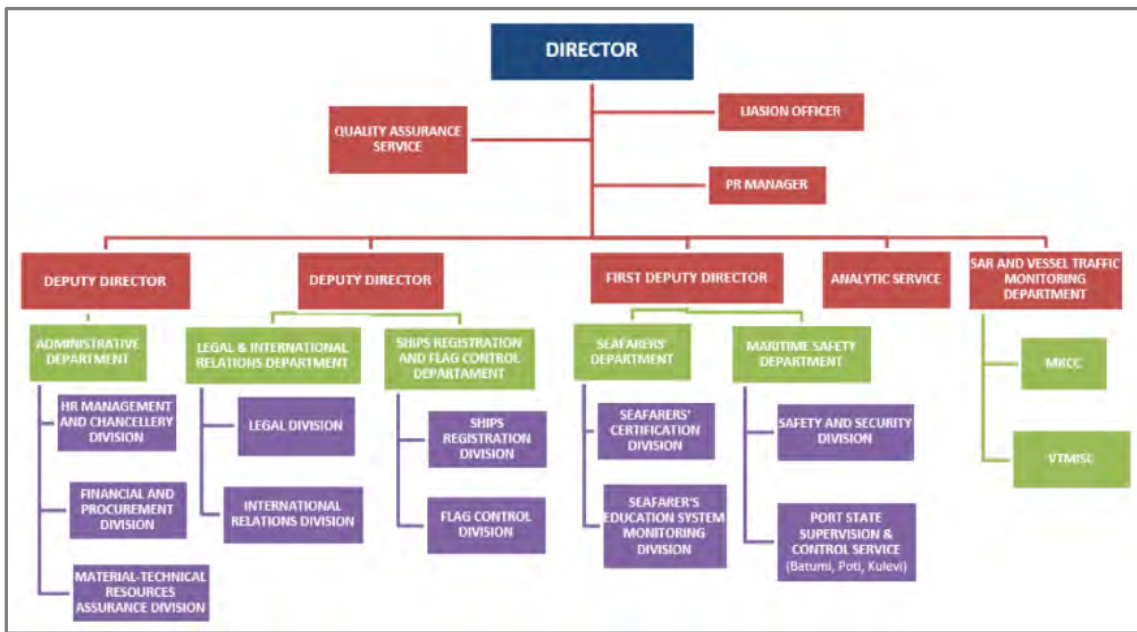 DIRECTOR
LIASION OFFICER
QUALITY ASSURANCE
SERVICE
PR MANAGER
DEPUTY DIRECTOR
DEPUTY DIRECTOR
FIRST DEPUTY DIRECTOR
ANALYTIC SERVICE
SAR AND VESSEL TRAFFIC
MONITORING
DEPARTMENT
ADMINISTRATIVE
DEPARTMENT
LEGAL & INTERNATIONAL
RELATIONS DEPARTMENT
SHIPS REGISTRATION
AND FLAG CONTROL
DEPARTAMENT
SEAFARERS'
DEPARTMENT
MARITIME SAFETY
DEPARTMENT
MRCC
VTMISC
HR MANAGEMENT
AND CHANCELLERY
DIVISION
FINANCIAL AND
PROCUREMENT
DIVISION
MATERIAL-TECHNICAL
RESOURCES
ASSURANCE DIVISION
LEGAL DIVISION
INTERNATIONAL
RELATIONS DIVISION
SHIPS
REGISTRATION
DIVISION
FLAG CONTROL
DIVISION
SEAFARERS'
CERTIFICATION
DIVISION
SEAFARER'S
EDUCATION SYSTEM
MONITORING
DIVISION
SAFETY AND SECURITY
DIVISION
PORT STATE
SUPERVISION &
CONTROL SERVICE
(Batumi, Poti, Kulevi)